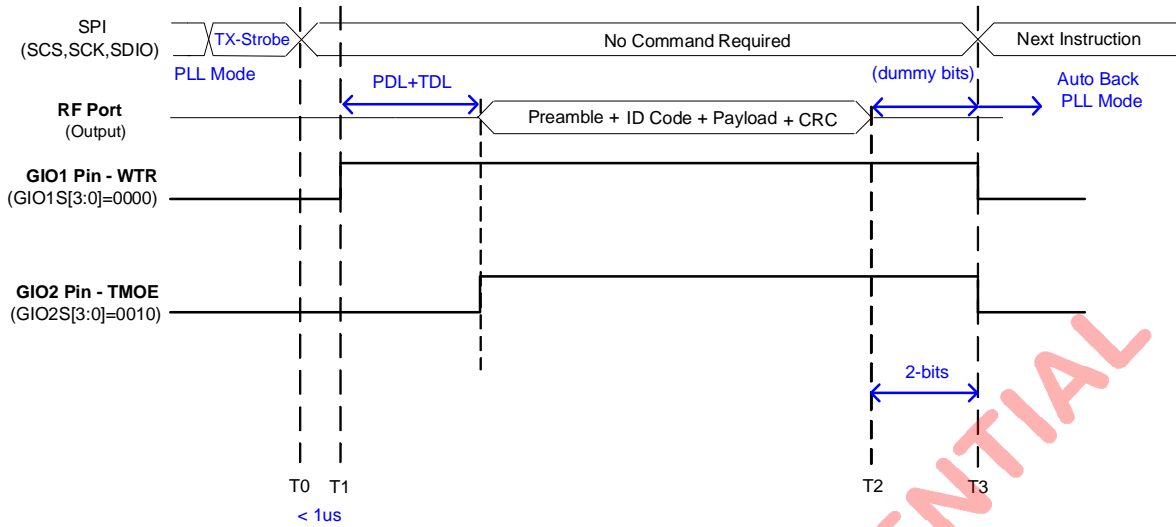 SPI
(SCS,SCK,SDIO)
TX-Strobe
No Command Required
Next Instruction
PLL Mode
PDL+TDL
(dummy bits)
Auto Back
PLL Mode
RF Port
(Output)
Preamble + ID Code + Payload + CRC
GIO1 Pin - WTR
(GIO1S[3:0]=0000)
GIO2 Pin - TMOE
(GIO2S[3:0]=0010)
2-bits
T0 T1 T2 T3
< 1us
ENTIAL